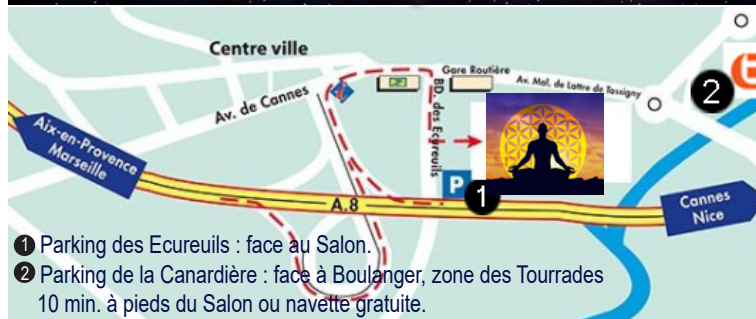 Centre ville
Gare Routière
Av. Mal. de Lattre de Tassigny
2
Av. de Cannes
BD. des Ecureuils
Aix-en-Provence
Marseille
P
1
A.8
Cannes
Nice
1 Parking des Ecureuils : face au Salon.
2 Parking de la Canardière : face à Boulanger, zone des Tourrades
10 min. à pieds du Salon ou navette gratuite.